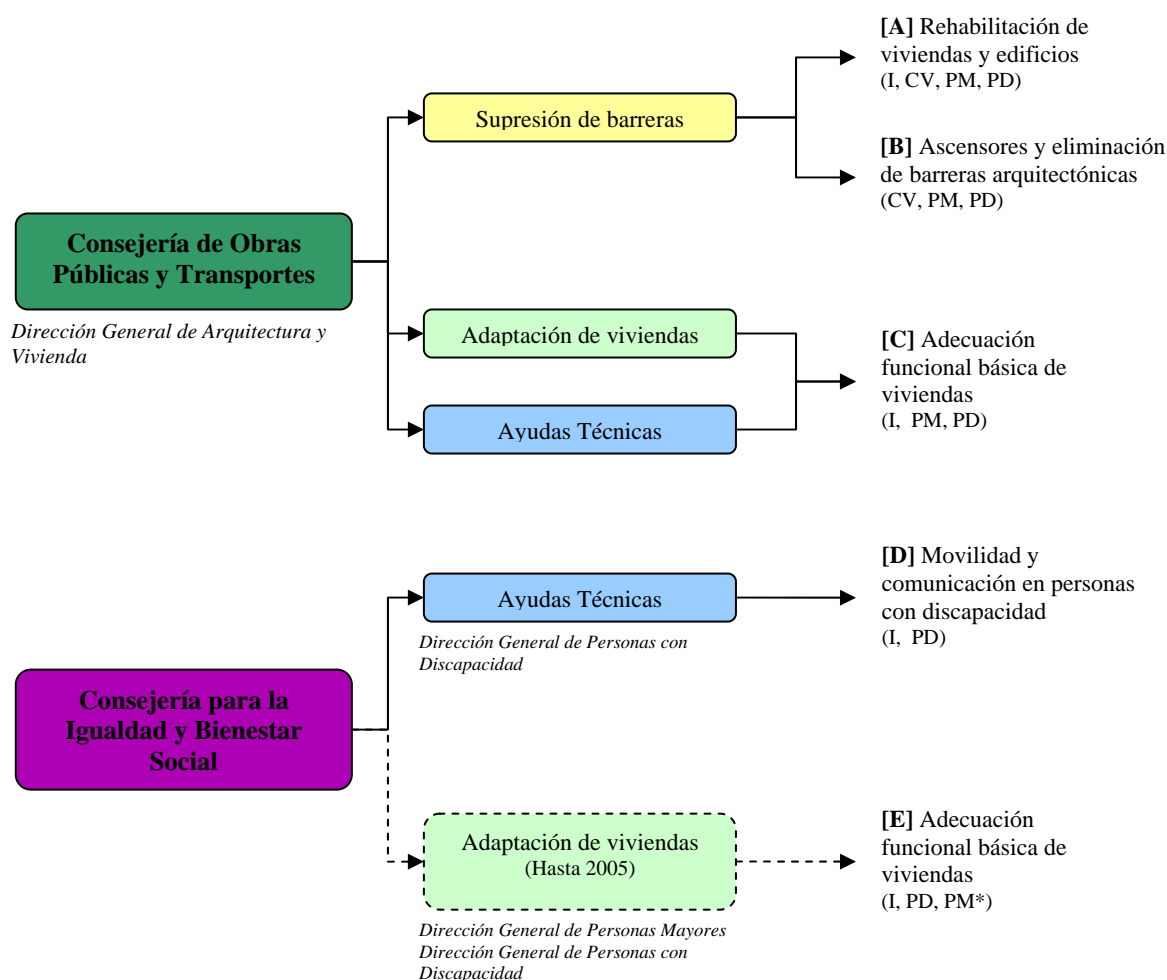 [A] Rehabilitación de
viviendas y edificios
(I, CV, PM, PD)
Supresión de barreras
[B] Ascensores y eliminación
de barreras arquitectónicas
(CV, PM, PD)
Consejería de Obras
Públicas y Transportes
Dirección General de Arquitectura y
Vivienda
Adaptación de viviendas
[C] Adecuación
funcional básica de
viviendas
(I, PM, PD)
Ayudas Técnicas
[D] Movilidad y
comunicación en personas
con discapacidad
(I, PD)
Ayudas Técnicas
Dirección General de Personas con
Discapacidad
Consejería para la
Igualdad y Bienestar
Social
Adaptación de viviendas
(Hasta 2005)
Dirección General de Personas Mayores
Dirección General de Personas con
Discapacidad
[E] Adecuación
funcional básica de
viviendas
(I, PD, PM*)